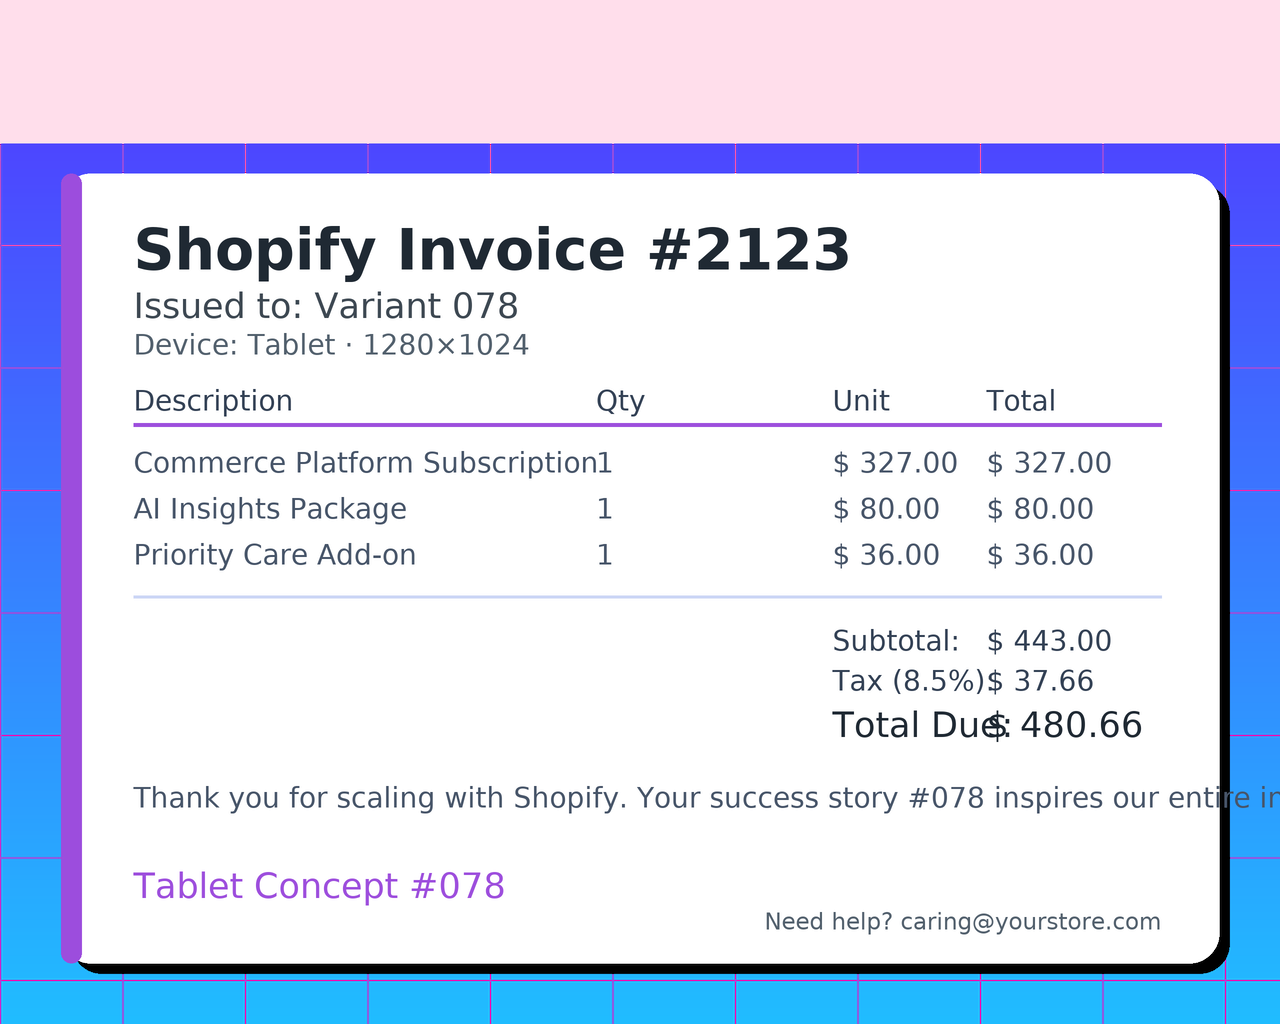 Shopify Invoice #2123
Issued to: Variant 078
Device: Tablet · 1280×1024
Description Qty Unit Total
Commerce Platform Subscription 1 $ 327.00 $ 327.00
AI Insights Package 1 $ 80.00 $ 80.00
Priority Care Add-on 1 $ 36.00 $ 36.00
Subtotal: $ 443.00
Tax (8.5%): $ 37.66
Total Due: $ 480.66
Thank you for scaling with Shopify. Your success story #078 inspires our entire
Tablet Concept #078
Need help? caring@yourstore.com